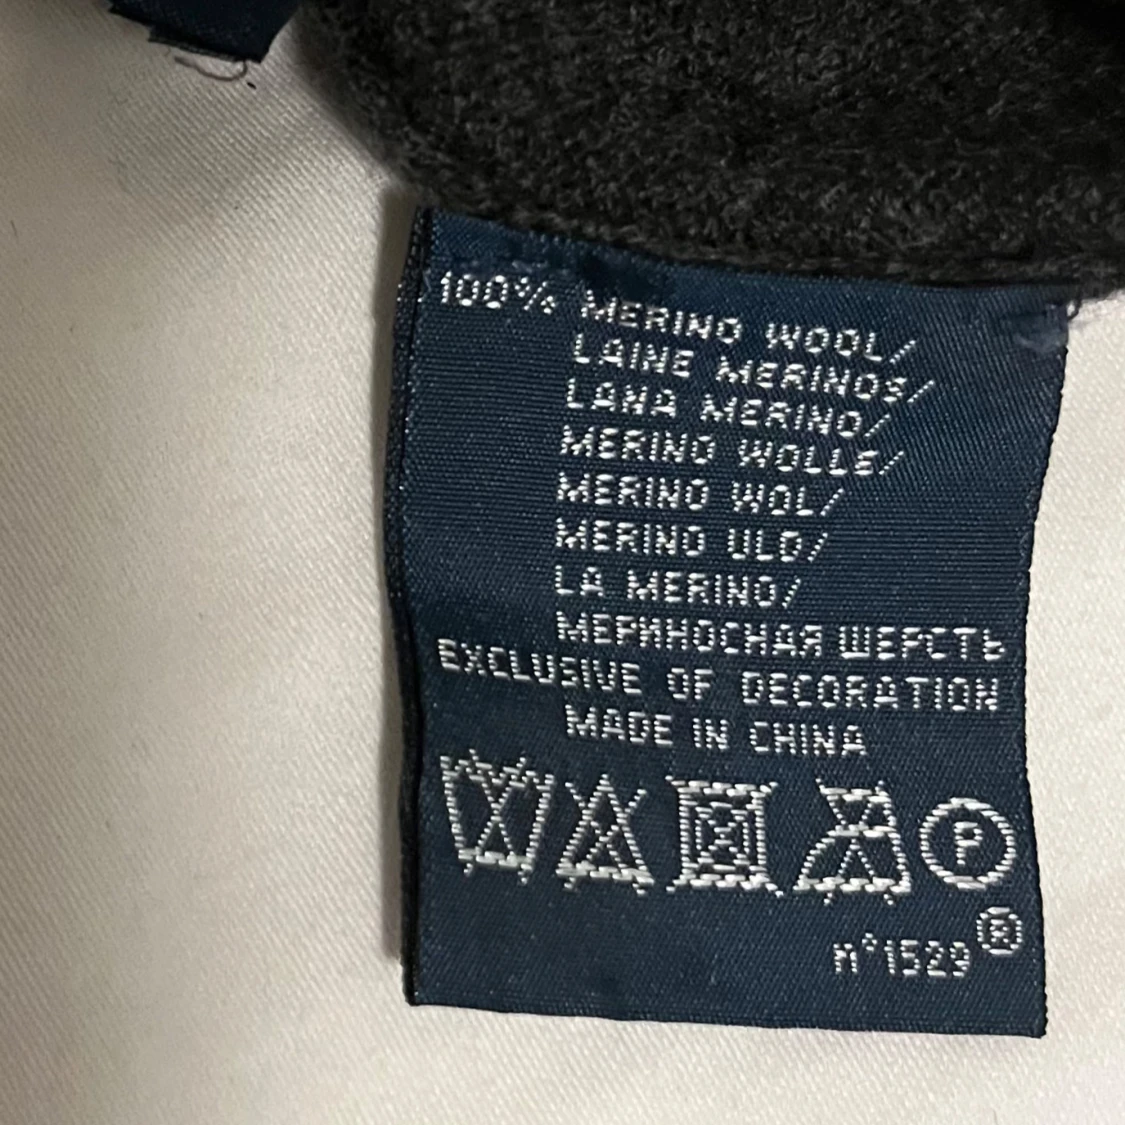 100% MERINO WOOL/
LAINE MERINOS/
LANA MERINO/
MERINO WOLLE/
MERINO WOL/
MERINO ULD/
LA MERINO/
МЕРИНОСНАЯ ШЕРСТЬ
EXCLUSIVE OF DECORATION
MADE IN CHINA
P
®
n°1529